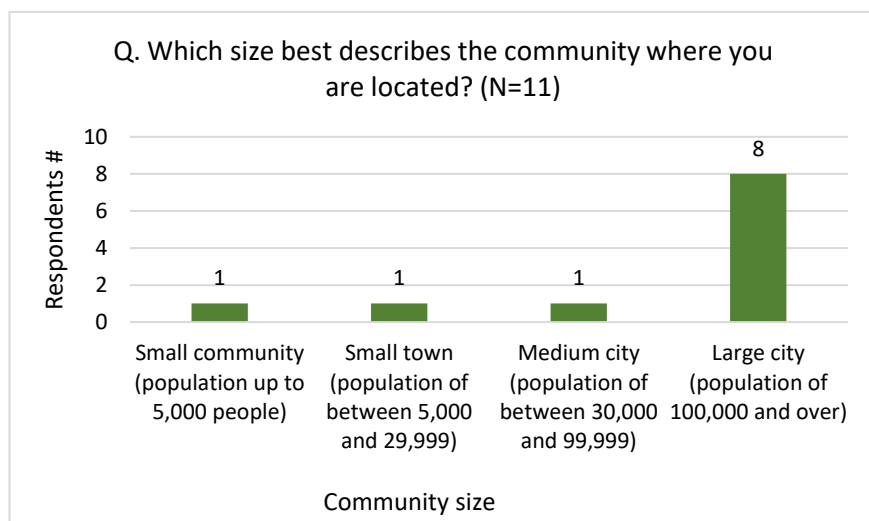 Q. Which size best describes the community where you
are located? (N=11)
Respondents #
10
8
6
4
2
0
1
1
1
8
Small community
(population up to
5,000 people)
Small town
(population of
between 5,000
and 29,999)
Medium city
(population of
between 30,000
and 99,999)
Large city
(population of
100,000 and over)
Community size